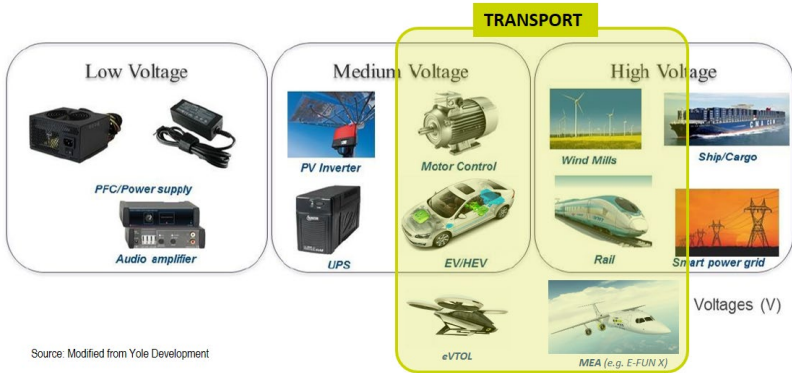 TRANSPORT
Low Voltage
Medium Voltage
High Voltage
PV Inverter
Motor Control
Wind Mills
Ship/Cargo
PFC/Power supply
Audio amplifier
UPS
EV/HEV
Rail
Smart power grid
Voltages (V)
eVTOL
MEA (e.g. E-FUN X)
Source: Modified from Yole Development